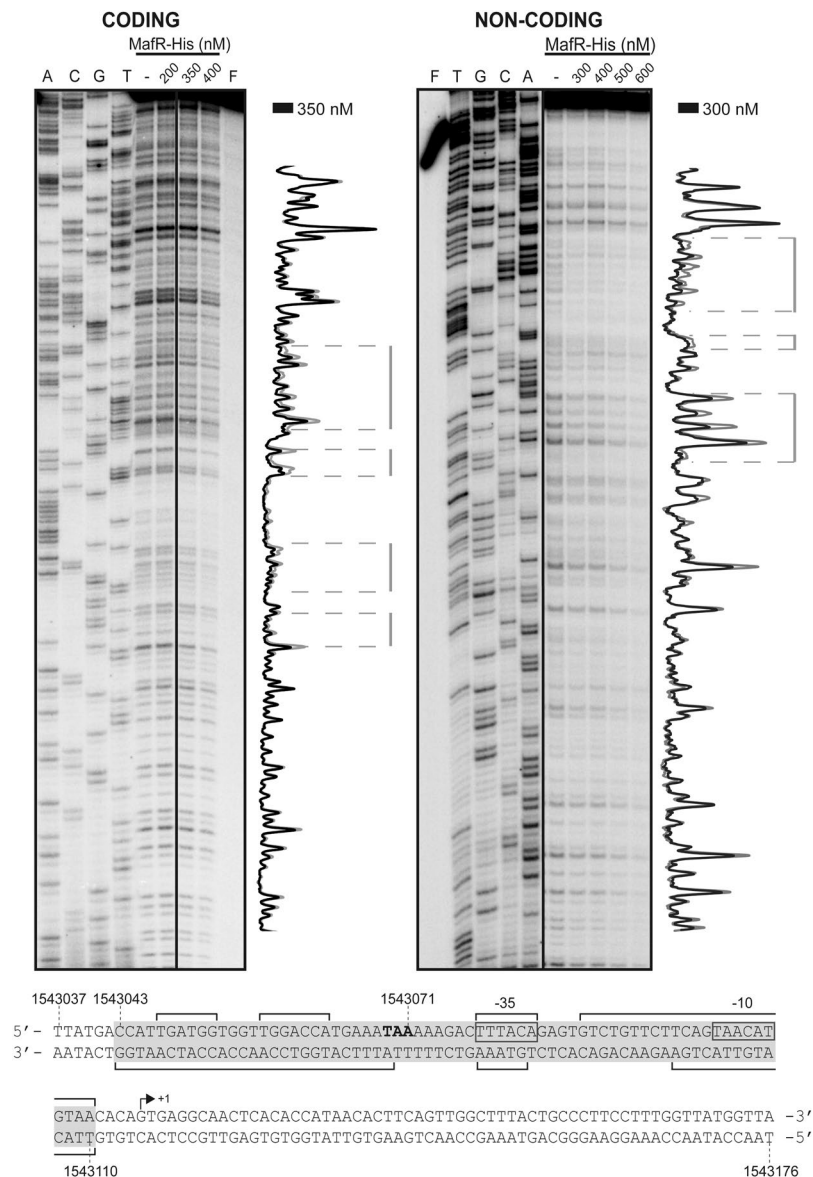 CODING
NON-CODING
MafR-His (nM)
MafR-His (nM)
A C G T - 200 350 400 F
F T G C A - 300 400 500 600
350 nM
300 nM
1543037 1543043 1543071 -35 -10
5′- TTATGACCATTGATGGTGGTTGGACCATGAAATAAAAAGACTTTACAGAGTGTCTGTTCTTCAGTAACAT
3′- AATACTGGTAACTACCACCAACCTGGTACTTTATTTTTCTGAAATGTCTCACAGACAAGAAGTCATTGTA
+1
GTAACACAGTGAGGCAACTCACACCATAACACTTCAGTTGGCTTTACTGCCCTTCCTTTGGTTATGGTTA -3′
CATTGTGTCACTCCGTTGAGTGTGGTATTGTGAAGTCAACCGAAATGACGGGAAGGAAACCAATACCAAT -5′
1543110 1543176